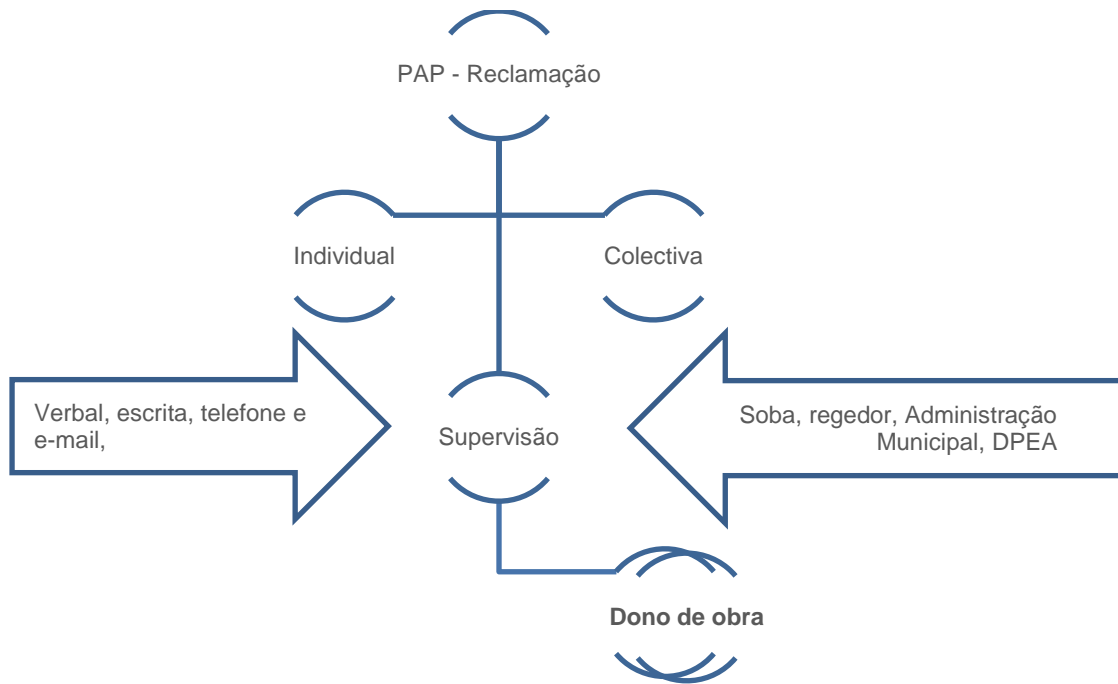 PAP - Reclamação
Individual
Colectiva
Verbal, escrita, telefone e
e-mail,
Supervisão
Soba, regedor, Administração
Municipal, DPEA
Dono de obra